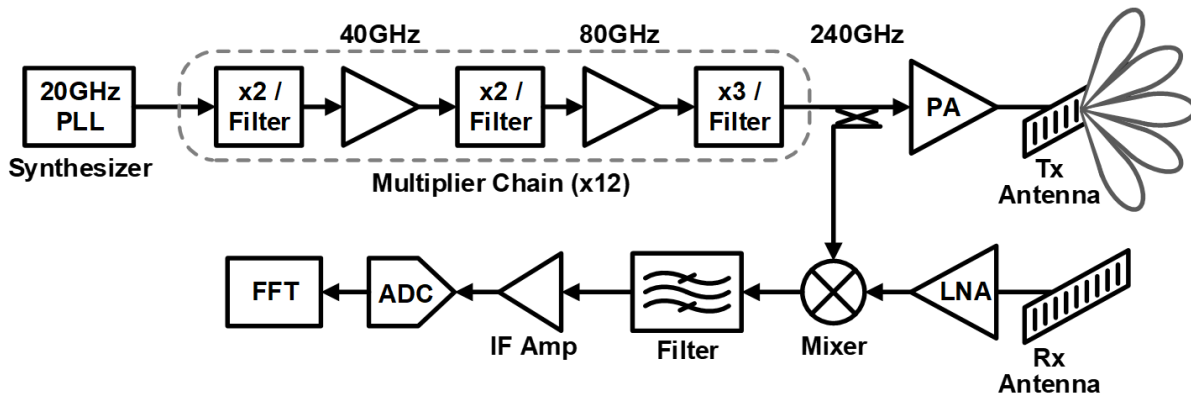 40GHz
80GHz
240GHz
20GHz
PLL
x2 /
Filter
x2 /
Filter
x3 /
Filter
PA
Synthesizer
Multiplier Chain (x12)
Tx
Antenna
FFT
ADC
IF Amp
Filter
Mixer
LNA
Rx
Antenna